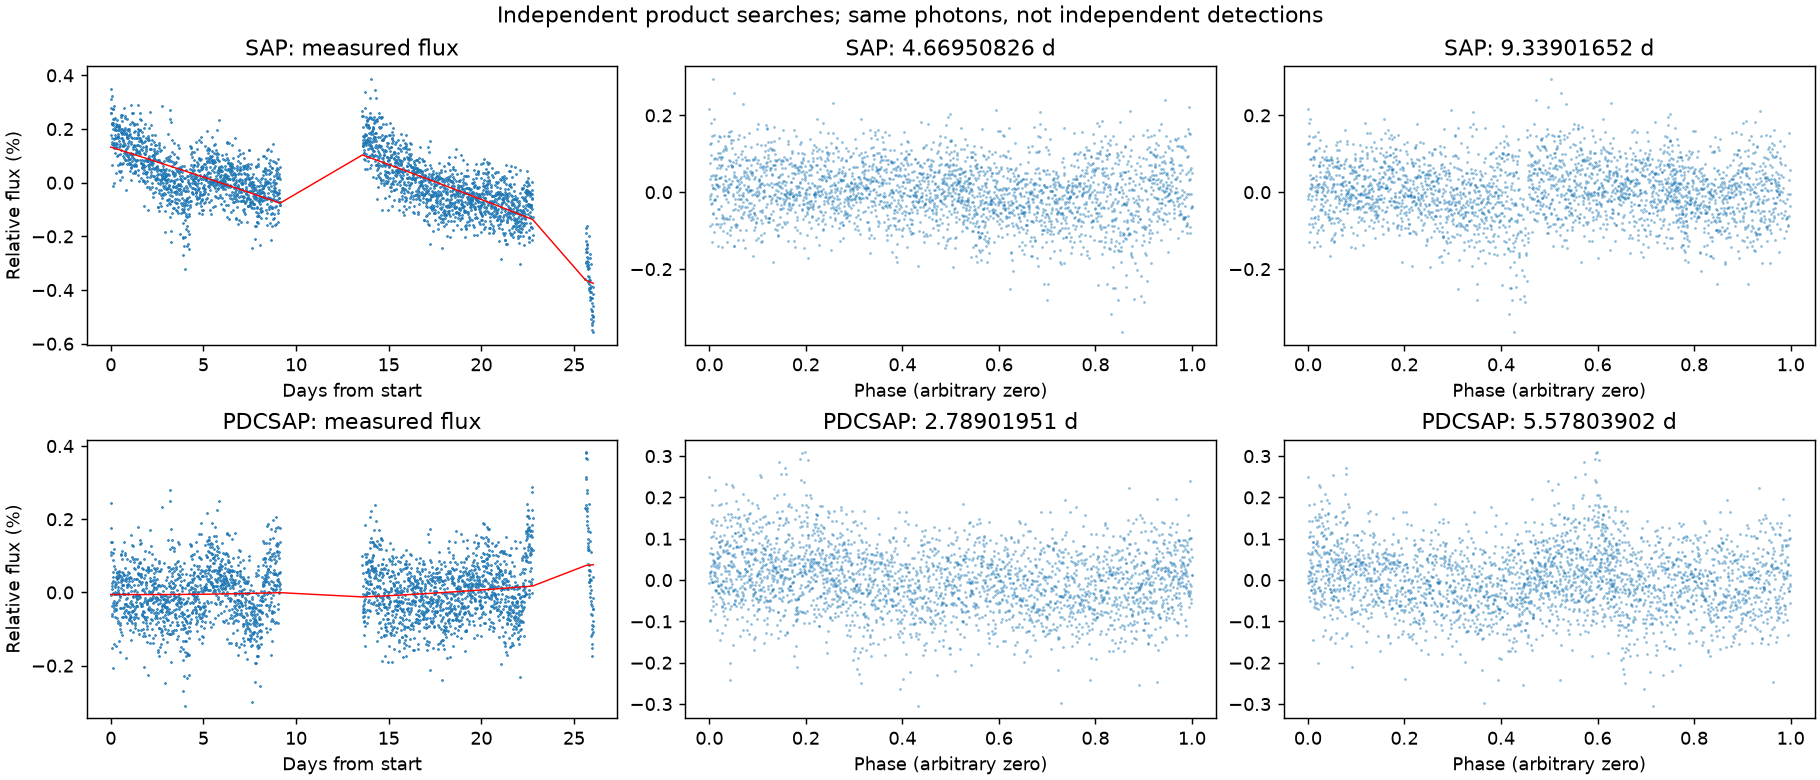 Independent product searches; same photons, not independent detections
SAP: measured flux
SAP: 4.66950826 d
SAP: 9.33901652 d
Relative flux (%)
0.4
0.2
0.0
−0.2
−0.4
−0.6
0.2
0.0
−0.2
0.2
0.0
−0.2
0 5 10 15 20 25
0.0 0.2 0.4 0.6 0.8 1.0
0.0 0.2 0.4 0.6 0.8 1.0
Days from start
Phase (arbitrary zero)
Phase (arbitrary zero)
PDCSAP: measured flux
PDCSAP: 2.78901951 d
PDCSAP: 5.57803902 d
Relative flux (%)
0.4
0.2
0.0
−0.2
0.3
0.2
0.1
0.0
−0.1
−0.2
−0.3
0.3
0.2
0.1
0.0
−0.1
−0.2
−0.3
0 5 10 15 20 25
0.0 0.2 0.4 0.6 0.8 1.0
0.0 0.2 0.4 0.6 0.8 1.0
Days from start
Phase (arbitrary zero)
Phase (arbitrary zero)